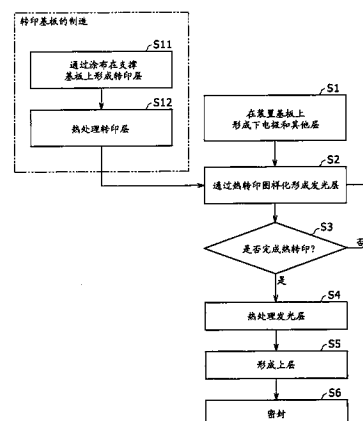 转印基板的制造
S11
通过涂布在支撑
基板上形成转印层
S12
热处理转印层
S1
在装置基板上
形成下电极和其他层
S2
通过热转印图样化形成发光层
S3
是否完成热转印?
否
是
S4
热处理发光层
S5
形成上层
S6
密封